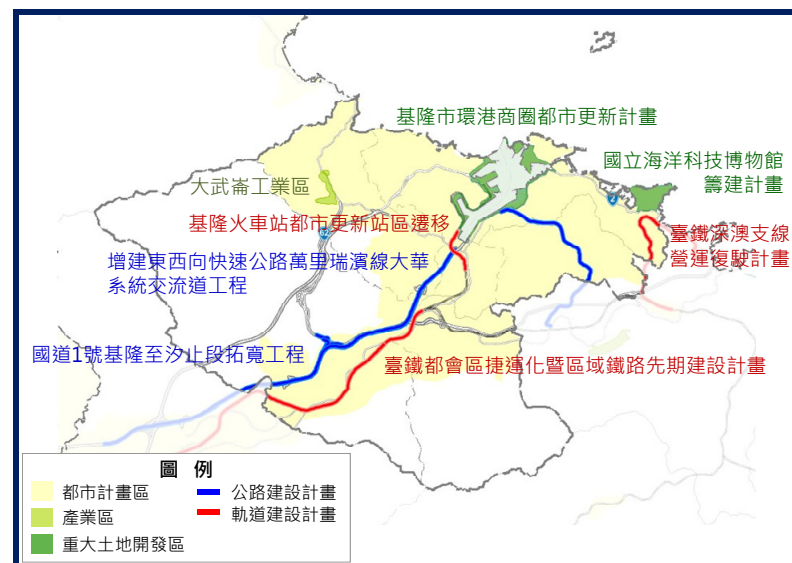 基隆市環港商圈都市更新計畫
國立海洋科技博物館
籌建計畫
大武崙工業區
2
基隆火車站都市更新站區遷移
臺鐵深澳支線
營運復駛計畫
62
增建東西向快速公路萬里瑞濱線大華
系統交流道工程
國道1號基隆至汐止段拓寬工程
臺鐵都會區捷運化暨區域鐵路先期建設計畫
圖 例
都市計畫區
公路建設計畫
產業區
軌道建設計畫
重大土地開發區